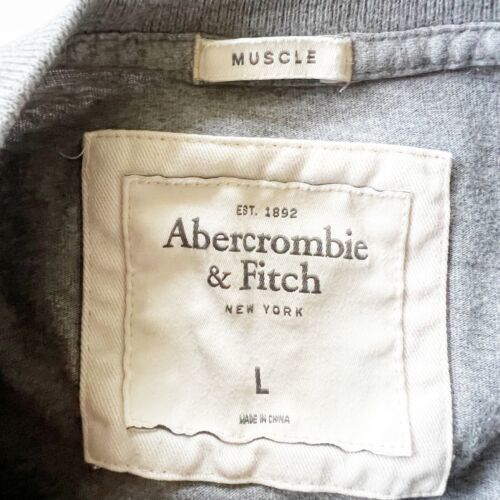 MUSCLE
EST. 1892
Abercrombie
& Fitch
NEW YORK
L
MADE IN CHINA